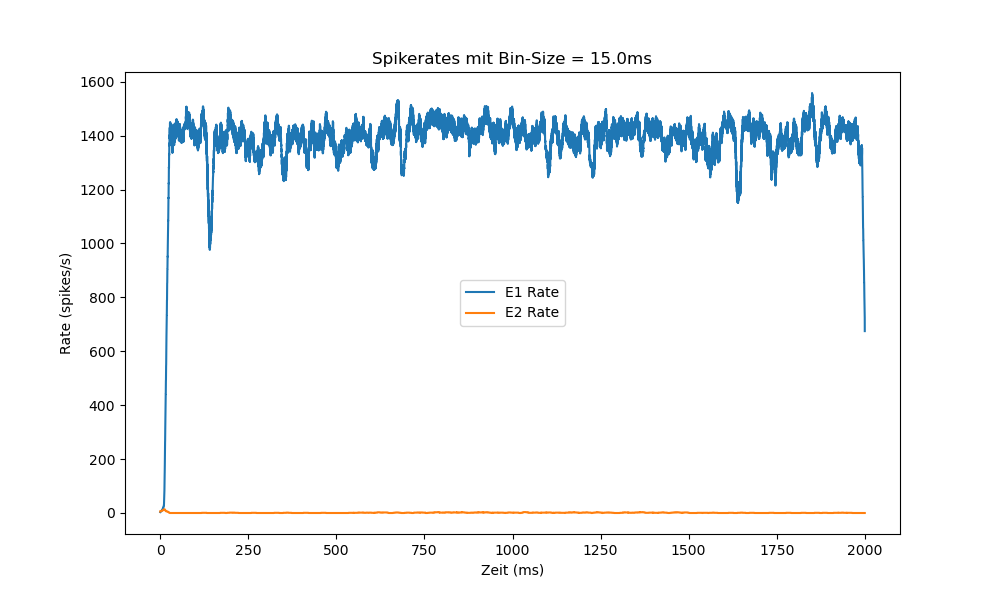 Spikerates mit Bin-Size = 15.0ms
1600
1400
1200
1000
800
600
400
200
0
Rate (spikes/s)
E1 Rate
E2 Rate
0 250 500 750 1000 1250 1500 1750 2000
Zeit (ms)